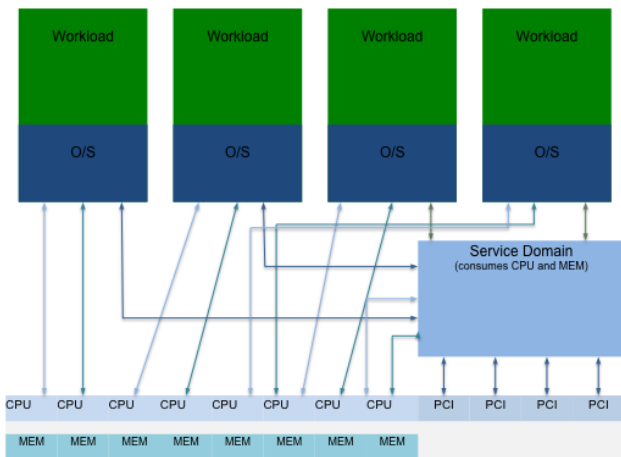 Workload Workload Workload Workload
O/S O/S O/S O/S
Service Domain
(consumes CPU and MEM)
CPU CPU CPU CPU CPU CPU CPU CPU PCI PCI PCI PCI
MEM MEM MEM MEM MEM MEM MEM MEM